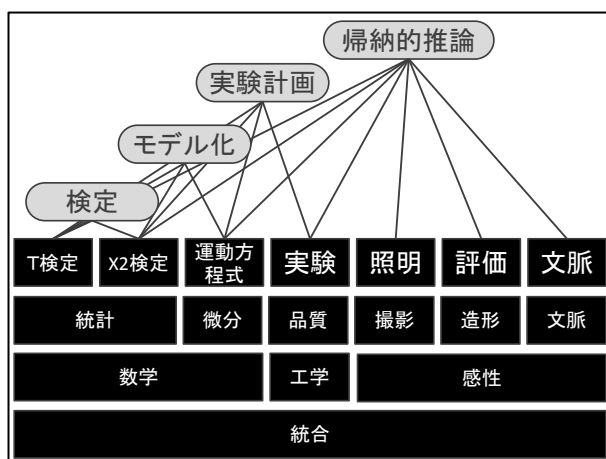 帰納的推論
実験計画
モデル化
検定
T検定
X2検定
運動方
程式
実験
照明
評価
文脈
統計
微分
品質
撮影
造形
文脈
数学
工学
感性
統合